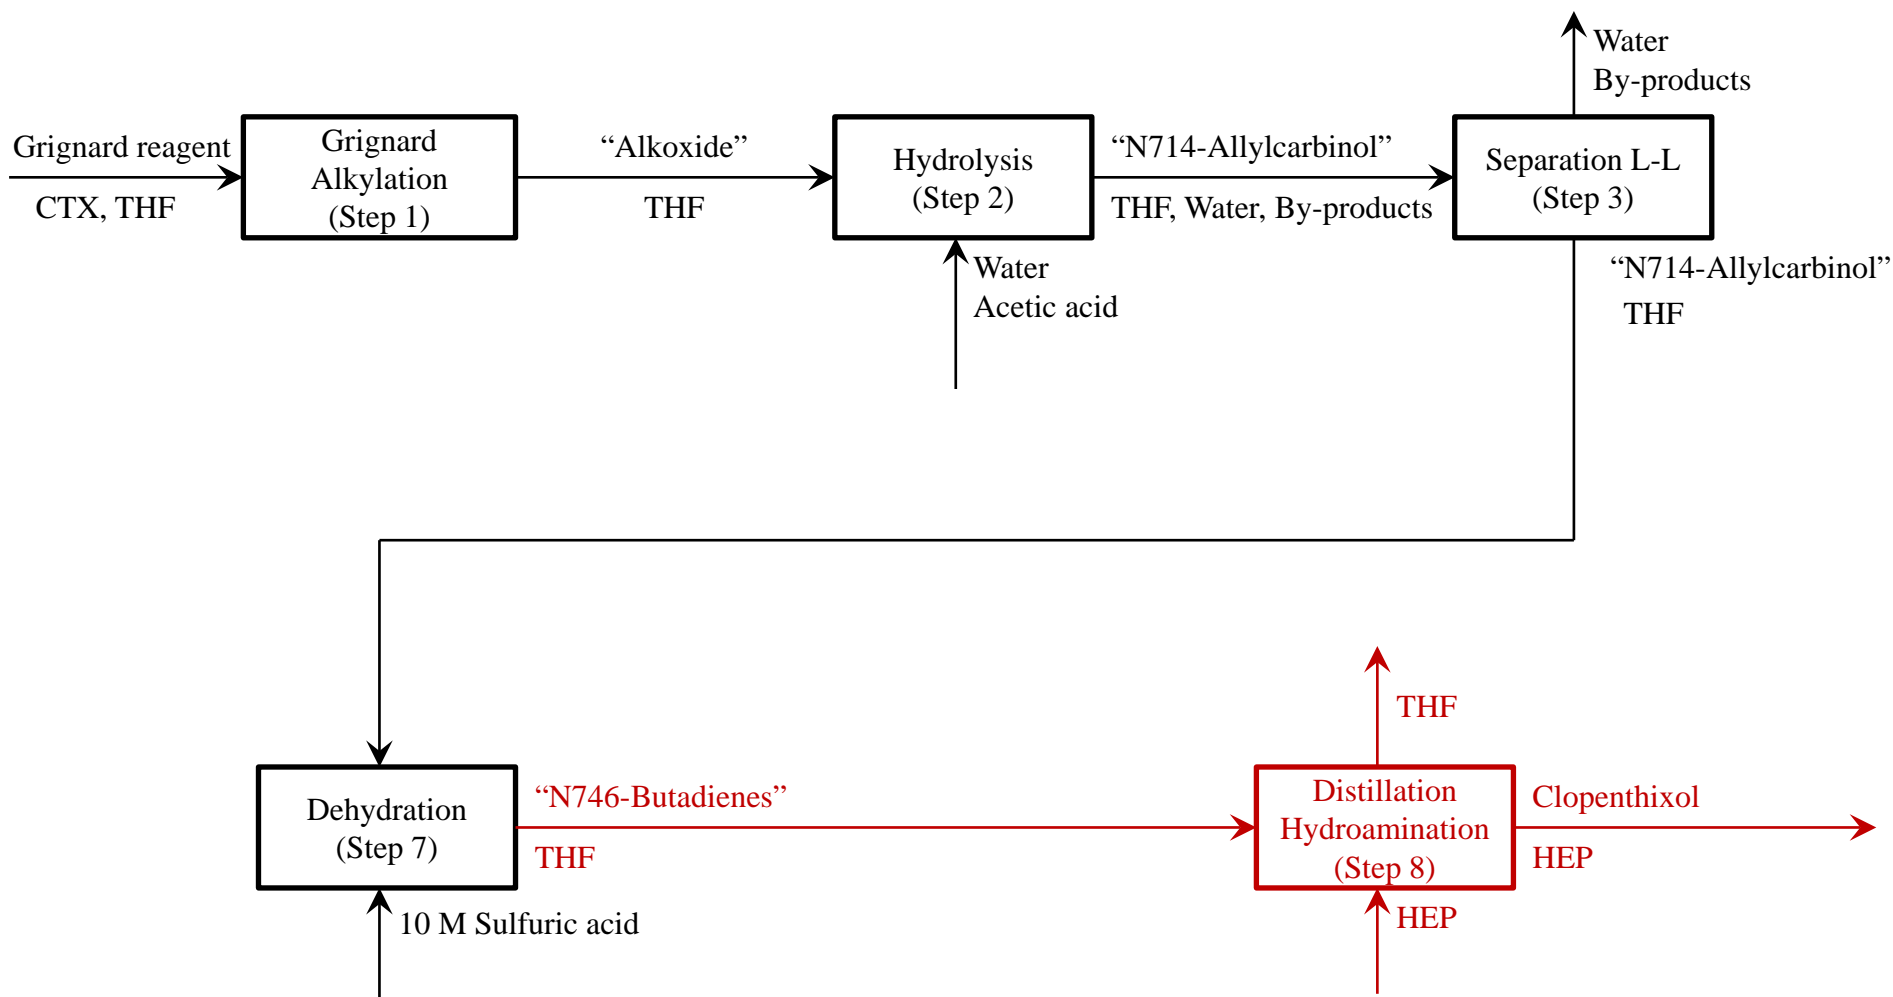 Grignard reagent
CTX, THF
Grignard
Alkylation
(Step 1)
“Alkoxide”
THF
Hydrolysis
(Step 2)
Water
Acetic acid
“N714-Allylcarbinol”
THF, Water, By-products
Separation L-L
(Step 3)
Water
By-products
“N714-Allylcarbinol”
THF
Dehydration
(Step 7)
10 M Sulfuric acid
“N746-Butadienes”
THF
Distillation
Hydroamination
(Step 8)
THF
HEP
Clopenthixol
HEP